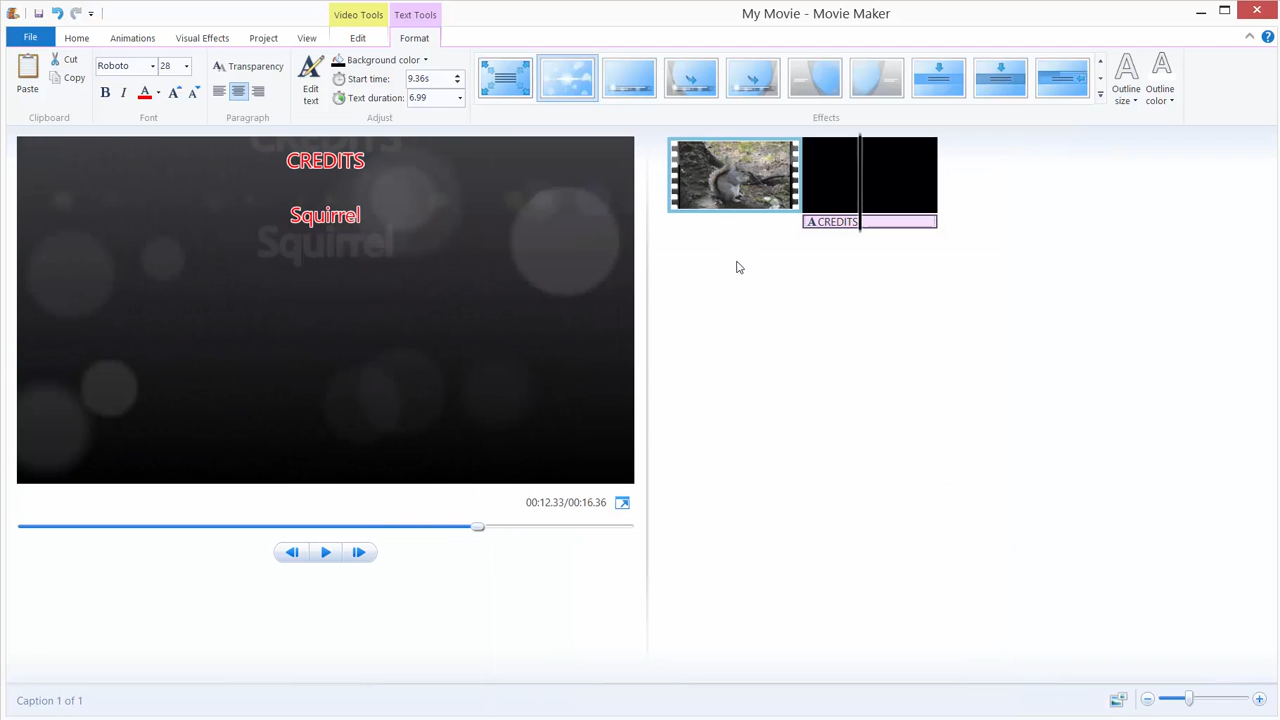 Video Tools Text Tools My Movie - Movie Maker
File Home Animations Visual Effects Project View Edit Format
Paste
Cut
Copy
Clipboard
Roboto 28
B I A A A
Font
Transparency
Paragraph
A
Edit
text
Background color
Start time: 9.36s
Text duration: 6.99
Adjust
Effects
A
Outline
size
A
Outline
color
CREDITS
CREDITS
Squirrel
Squirrel
A CREDITS
00:12.33/00:16.36
Caption 1 of 1